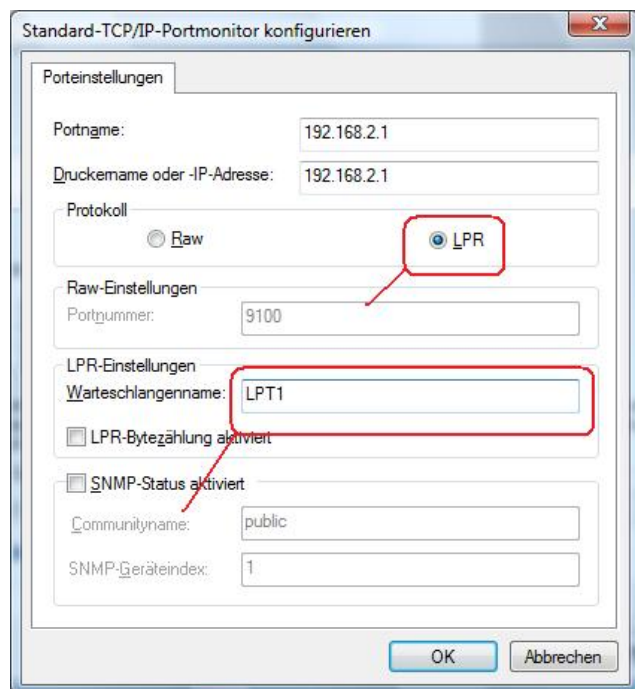 Standard-TCP/IP-Portmonitor konfigurieren
Porteinstellungen
Portname: 192.168.2.1
Druckername oder -IP-Adresse: 192.168.2.1
Protokoll
Raw LPR
Raw-Einstellungen
Portnummer: 9100
LPR-Einstellungen
Warteschlangenname: LPT1
LPR-Bytezählung aktiviert
SNMP-Status aktiviert
Communityname: public
SNMP-Geräteindex: 1
OK Abbrechen